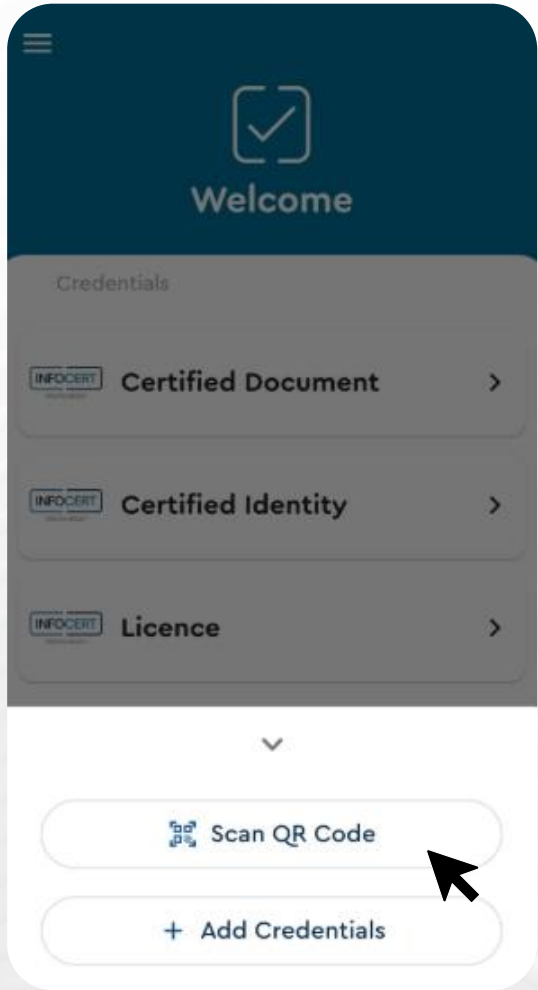 Welcome
Credentials
INFOCERT Certified Document
INFOCERT Certified Identity
INFOCERT Licence
Scan QR Code
+ Add Credentials